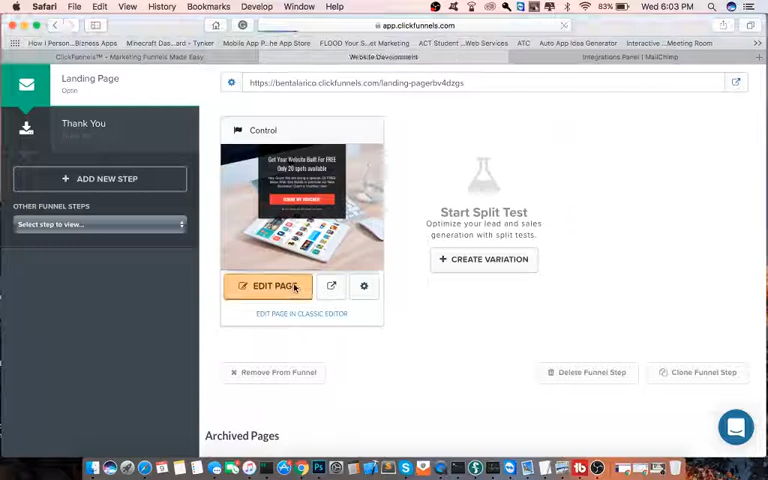 Safari File Edit View History Bookmarks Develop Window Help 83% Wed 6:03 PM
app.clickfunnels.com
How I Person...Bizness Apps Minecraft Da...ard - Tynker Mobile App P...he App Store FLOOD Your S...et Marketing ACT Student ...Web Services ATC Auto App Idea Generator Interactive ...Meeting Room
ClickFunnels™ - Marketing Funnels Made Easy Website Development Integrations Panel | MailChimp
Landing Page
Optin
https://bentalarico.clickfunnels.com/landing-pagerbv4dzgs
Thank You
Control
Get Your Website Built For FREE
Only 20 spots available
ADD NEW STEP
OTHER FUNNEL STEPS
Select step to view...
Start Split Test
Optimize your lead and sales
generation with split tests.
CREATE VARIATION
EDIT PAGE
EDIT PAGE IN CLASSIC EDITOR
Remove From Funnel Delete Funnel Step Clone Funnel Step
Archived Pages